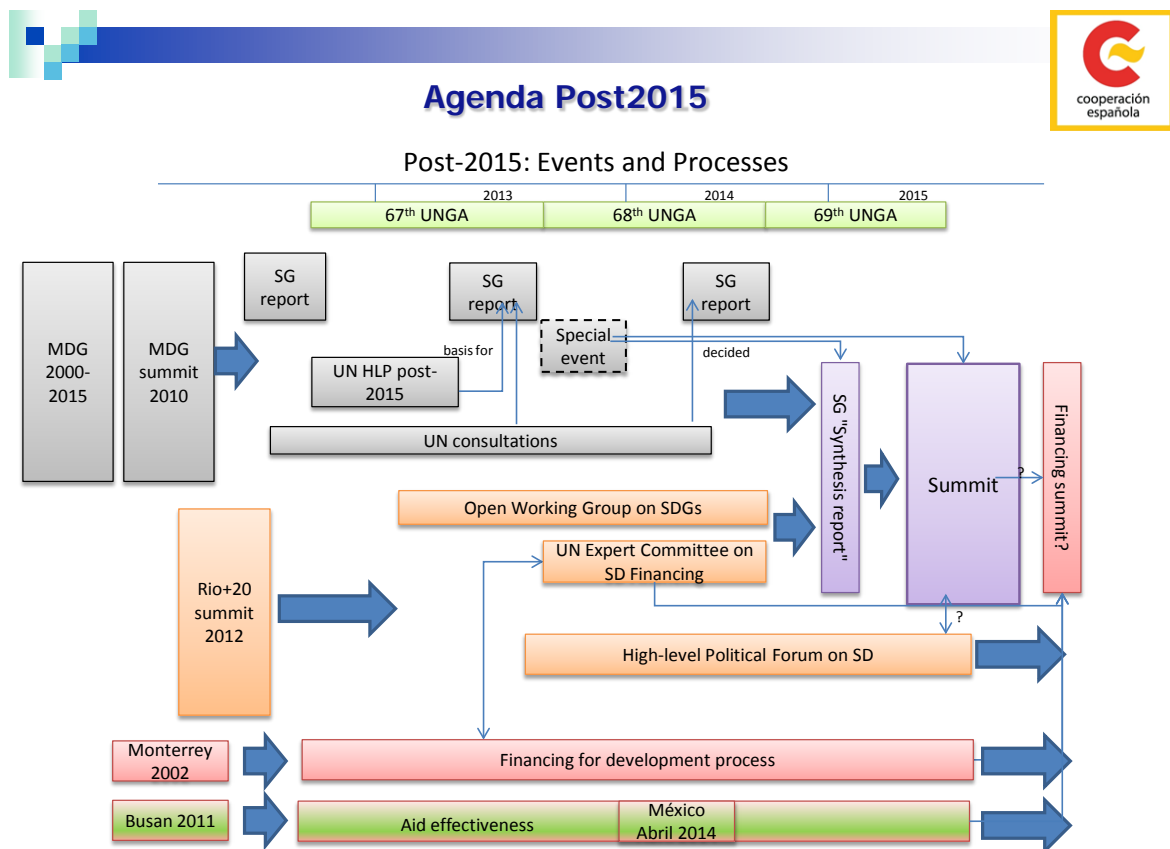 Agenda Post2015
cooperación
española
Post-2015: Events and Processes
2013
2014
2015
67th UNGA
68th UNGA
69th UNGA
SG
report
SG
report
SG
report
MDG
2000-
2015
MDG
summit
2010
Special
event
basis for
decided
UN HLP post-
2015
UN consultations
SG "Synthesis report"
Summit
?
Financing summit?
Open Working Group on SDGs
UN Expert Committee on
SD Financing
Rio+20
summit
2012
?
High-level Political Forum on SD
Monterrey
2002
Financing for development process
Busan 2011
Aid effectiveness
México
Abril 2014